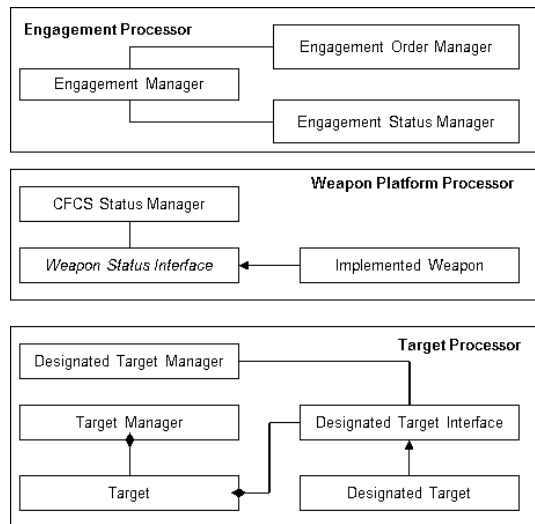 Engagement Processor
Engagement Order Manager
Engagement Manager
Engagement Status Manager
Weapon Platform Processor
CFCS Status Manager
Weapon Status Interface
Implemented Weapon
Target Processor
Designated Target Manager
Target Manager
Designated Target Interface
Target
Designated Target